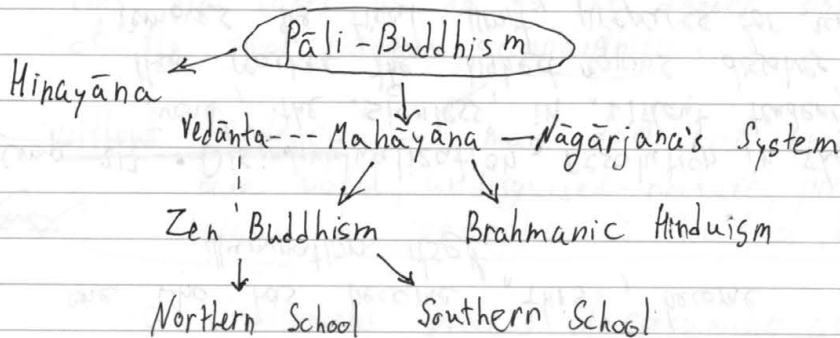 Pāli-Buddhism
Hinayāna
Vedānta --- Mahāyāna — Nāgārjana's System
Zen Buddhism Brahmanic Hinduism
Northern School Southern School